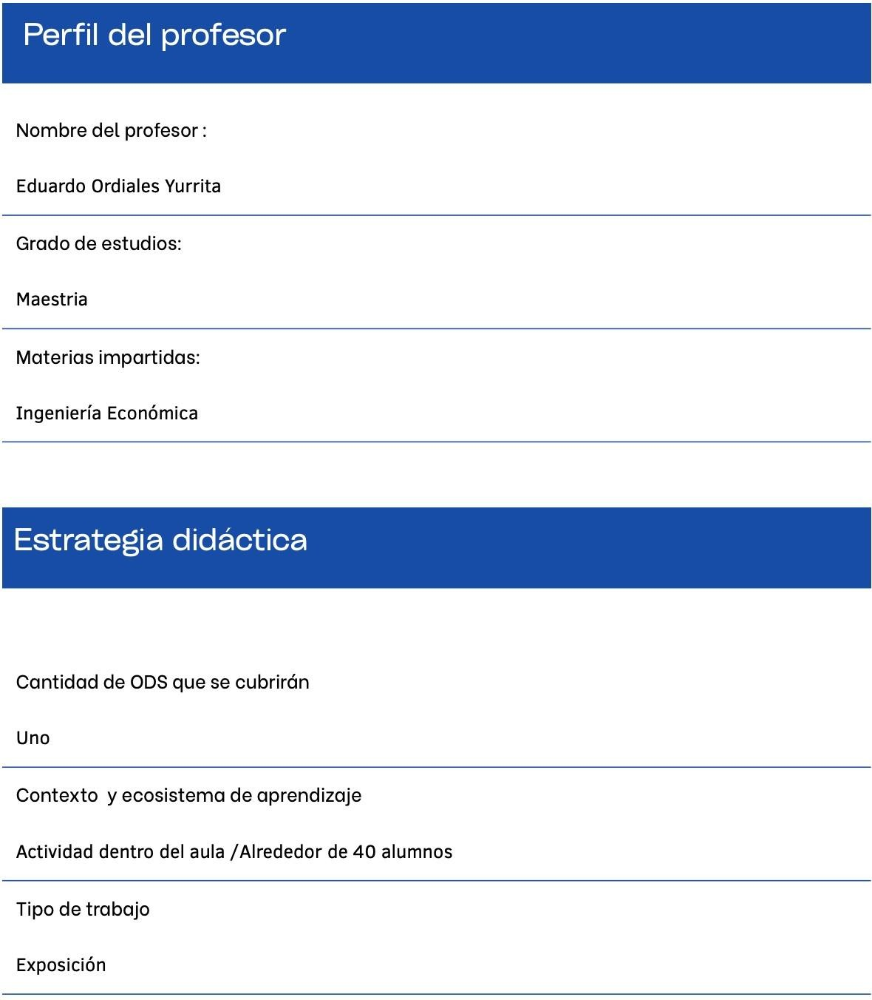 Perfil del profesor
Nombre del profesor :
Eduardo Ordiales Yurrita
Grado de estudios:
Maestria
Materias impartidas:
Ingeniería Económica
Estrategia didáctica
Cantidad de ODS que se cubrirán
Uno
Contexto  y ecosistema de aprendizaje
Actividad dentro del aula /Alrededor de 40 alumnos
Tipo de trabajo
Exposición